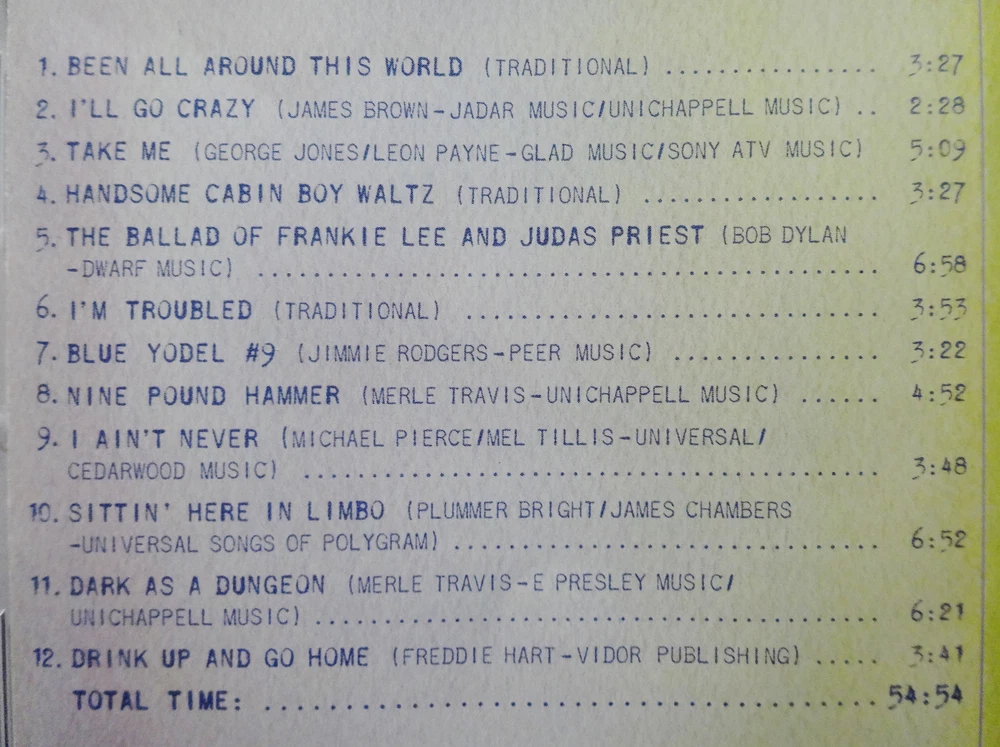 1. BEEN ALL AROUND THIS WORLD (TRADITIONAL) ................ 3:27
2. I'LL GO CRAZY (JAMES BROWN-JADAR MUSIC/UNICHAPPELL MUSIC) .. 2:28
3. TAKE ME (GEORGE JONES/LEON PAYNE-GLAD MUSIC/SONY ATV MUSIC) 5:09
4. HANDSOME CABIN BOY WALTZ (TRADITIONAL) ................. 3:27
5. THE BALLAD OF FRANKIE LEE AND JUDAS PRIEST (BOB DYLAN
-DWARF MUSIC) ............................................. 6:58
6. I'M TROUBLED (TRADITIONAL) .............................. 3:53
7. BLUE YODEL #9 (JIMMIE RODGERS-PEER MUSIC) ............... 3:22
8. NINE POUND HAMMER (MERLE TRAVIS-UNICHAPPELL MUSIC) ...... 4:52
9. I AIN'T NEVER (MICHAEL PIERCE/MEL TILLIS-UNIVERSAL/
CEDARWOOD MUSIC) .......................................... 3:48
10. SITTIN' HERE IN LIMBO (PLUMMER BRIGHT/JAMES CHAMBERS
-UNIVERSAL SONGS OF POLYGRAM) .............................. 6:52
11. DARK AS A DUNGEON (MERLE TRAVIS-E PRESLEY MUSIC/
UNICHAPPELL MUSIC) ........................................ 6:21
12. DRINK UP AND GO HOME (FREDDIE HART-VIDOR PUBLISHING) ..... 3:41
TOTAL TIME: ........................................... 54:54